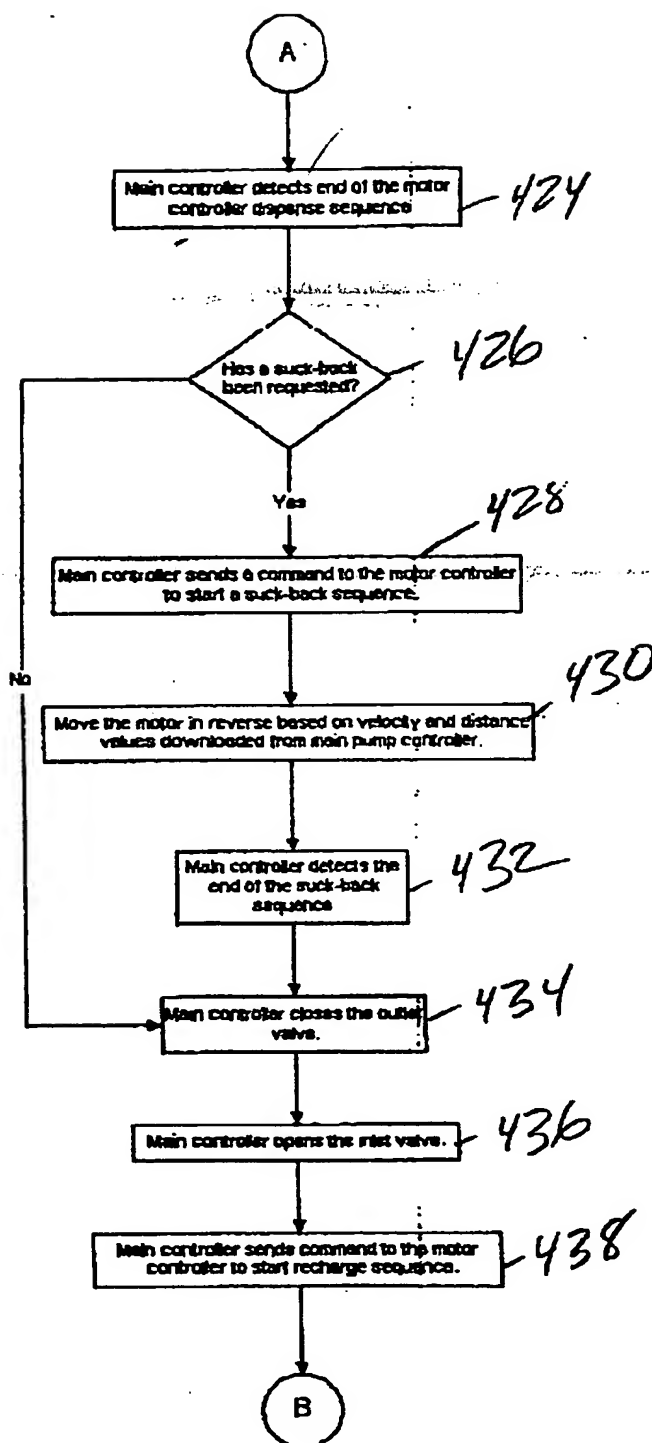 A
Main controller detects end of the motor
controller dispense sequence
424
Has a suck-back
been requested?
426
Yes
428
Main controller sends a command to the motor controller
to start a suck-back sequence.
No
430
Move the motor in reverse based on velocity and distance
values downloaded from main pump controller.
Main controller detects the
end of the suck-back
sequence
432
Main controller closes the outlet
valve.
434
Main controller opens the inlet valve.
436
Main controller sends command to the motor
controller to start recharge sequence.
438
B